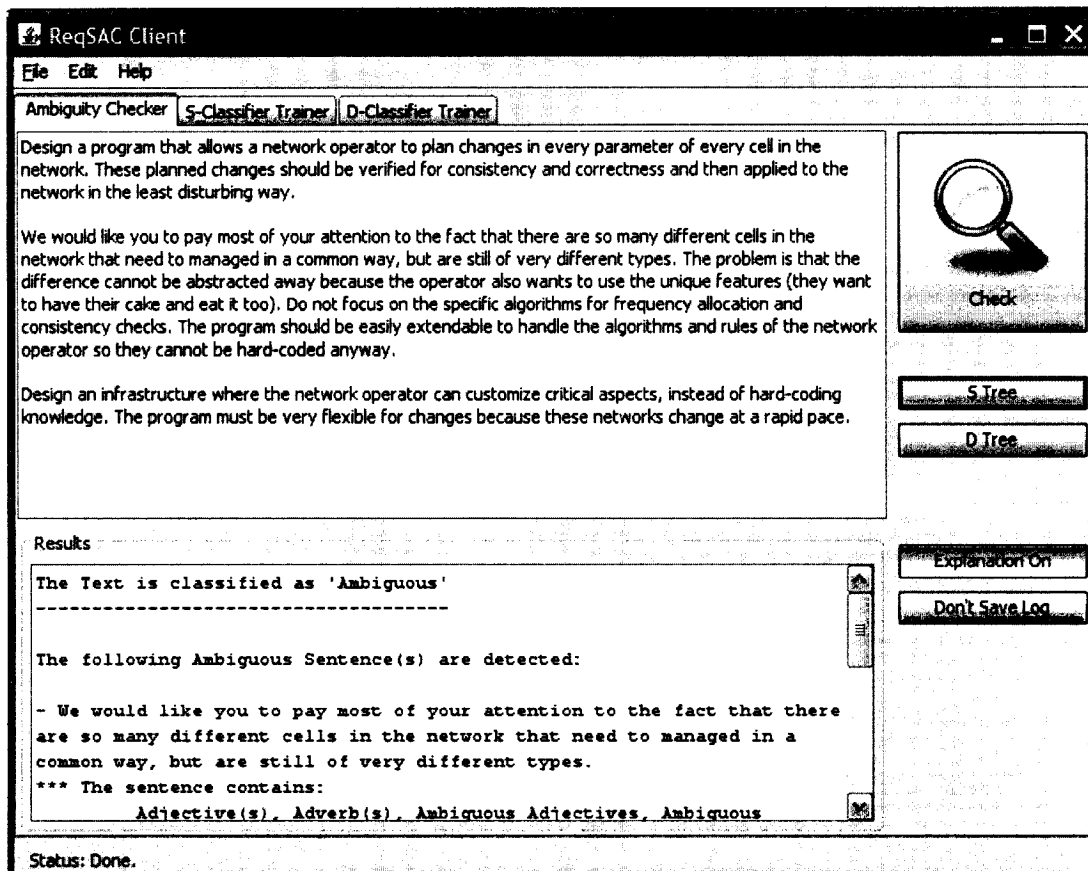 ReqSAC Client
File Edit Help
Ambiguity Checker S-Classifier Trainer D-Classifier Trainer
Design a program that allows a network operator to plan changes in every parameter of every cell in the
network. These planned changes should be verified for consistency and correctness and then applied to the
network in the least disturbing way.
We would like you to pay most of your attention to the fact that there are so many different cells in the
network that need to managed in a common way, but are still of very different types. The problem is that the
difference cannot be abstracted away because the operator also wants to use the unique features (they want
to have their cake and eat it too). Do not focus on the specific algorithms for frequency allocation and
consistency checks. The program should be easily extendable to handle the algorithms and rules of the network
operator so they cannot be hard-coded anyway.
Design an infrastructure where the network operator can customize critical aspects, instead of hard-coding
knowledge. The program must be very flexible for changes because these networks change at a rapid pace.
Check
S Tree
D Tree
Explanation On
Don't Save Log
Results
The Text is classified as 'Ambiguous'
---------------------------------------
The following Ambiguous Sentence(s) are detected:
- We would like you to pay most of your attention to the fact that there
are so many different cells in the network that need to managed in a
common way, but are still of very different types.
*** The sentence contains:
Adjective(s), Adverb(s), Ambiguous Adjectives, Ambiguous
Status: Done.